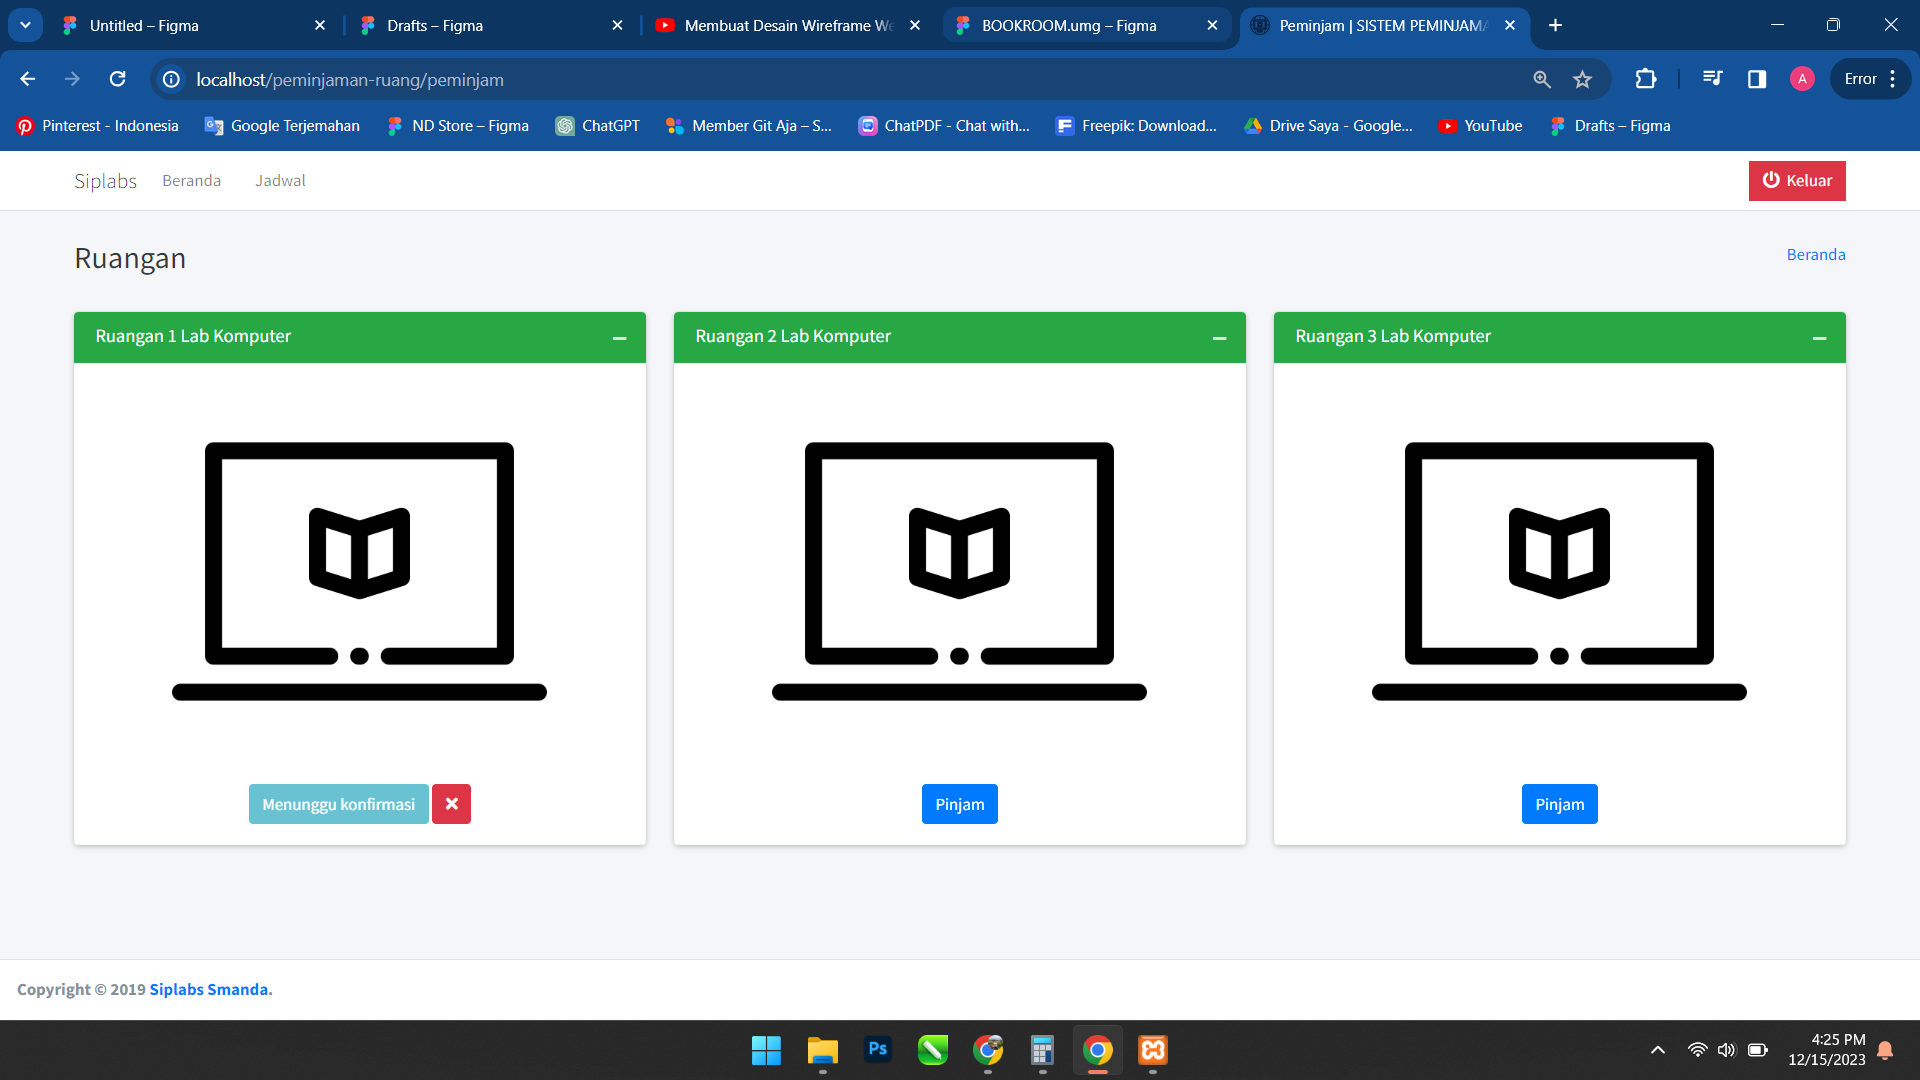 Untitled – Figma
Drafts – Figma
Membuat Desain Wireframe We
BOOKROOM.umg – Figma
Peminjam | SISTEM PEMINJAMA
localhost/peminjaman-ruang/peminjam
A
Error
Pinterest - Indonesia
Google Terjemahan
ND Store – Figma
ChatGPT
Member Git Aja – S...
ChatPDF - Chat with...
Freepik: Download...
Drive Saya - Google...
YouTube
Drafts – Figma
Siplabs
Beranda
Jadwal
Keluar
Ruangan
Beranda
Ruangan 1 Lab Komputer
Ruangan 2 Lab Komputer
Ruangan 3 Lab Komputer
Menunggu konfirmasi
Pinjam
Pinjam
Copyright © 2019 Siplabs Smanda.
Ps
4:25 PM
12/15/2023